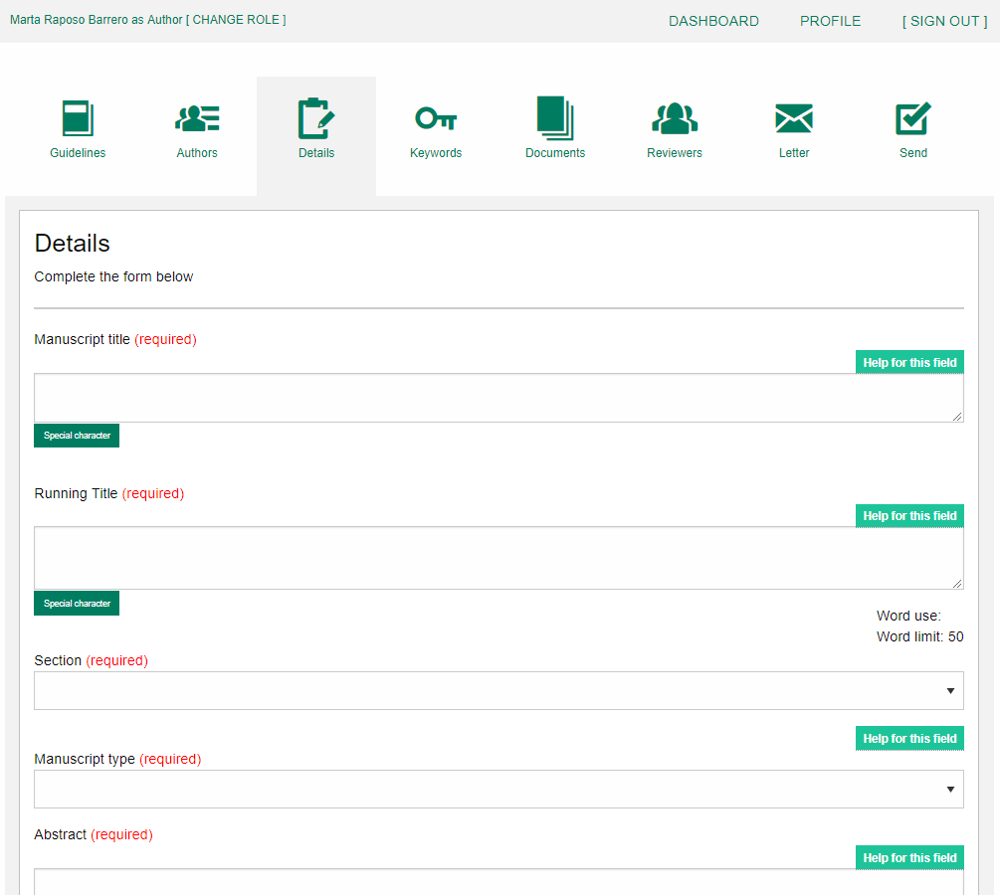 Marta Raposo Barrero as Author [ CHANGE ROLE ]
DASHBOARD PROFILE [ SIGN OUT ]
Guidelines Authors Details Keywords Documents Reviewers Letter Send
Details
Complete the form below
Manuscript title (required)
Help for this field
Special character
Running Title (required)
Help for this field
Special character
Word use:
Word limit: 50
Section (required)
Help for this field
Manuscript type (required)
Abstract (required)
Help for this field